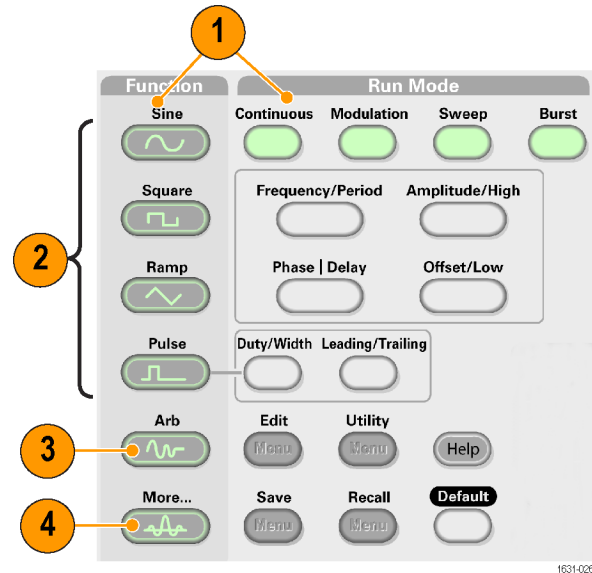 1
Function Run Mode
Sine Continuous Modulation Sweep Burst
2
Square Frequency/Period Amplitude/High
Ramp Phase | Delay Offset/Low
Pulse Duty/Width Leading/Trailing
3
Arb Edit Utility
Menu Menu Help
4
More... Save Recall Default
Menu Menu
1631-026